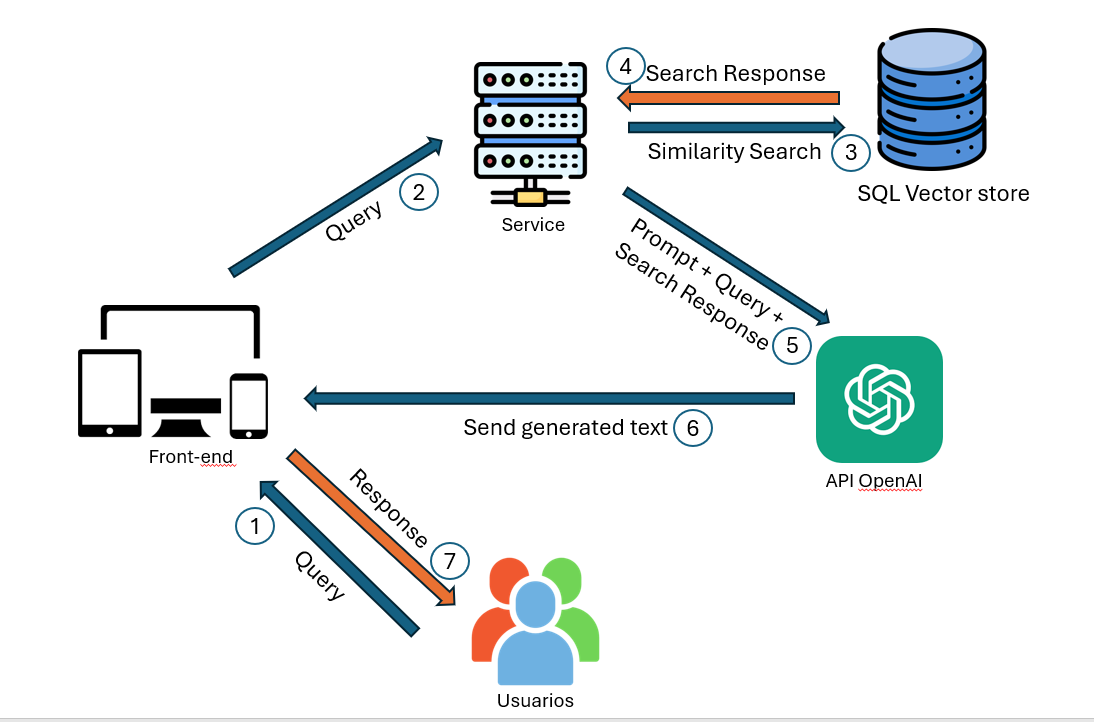 4
Search Response
Similarity Search
3
SQL Vector store
Service
2
Query
Prompt + Query +
Search Response
5
Send generated text
6
Front-end
API OpenAI
Response
7
1
Query
Usuarios